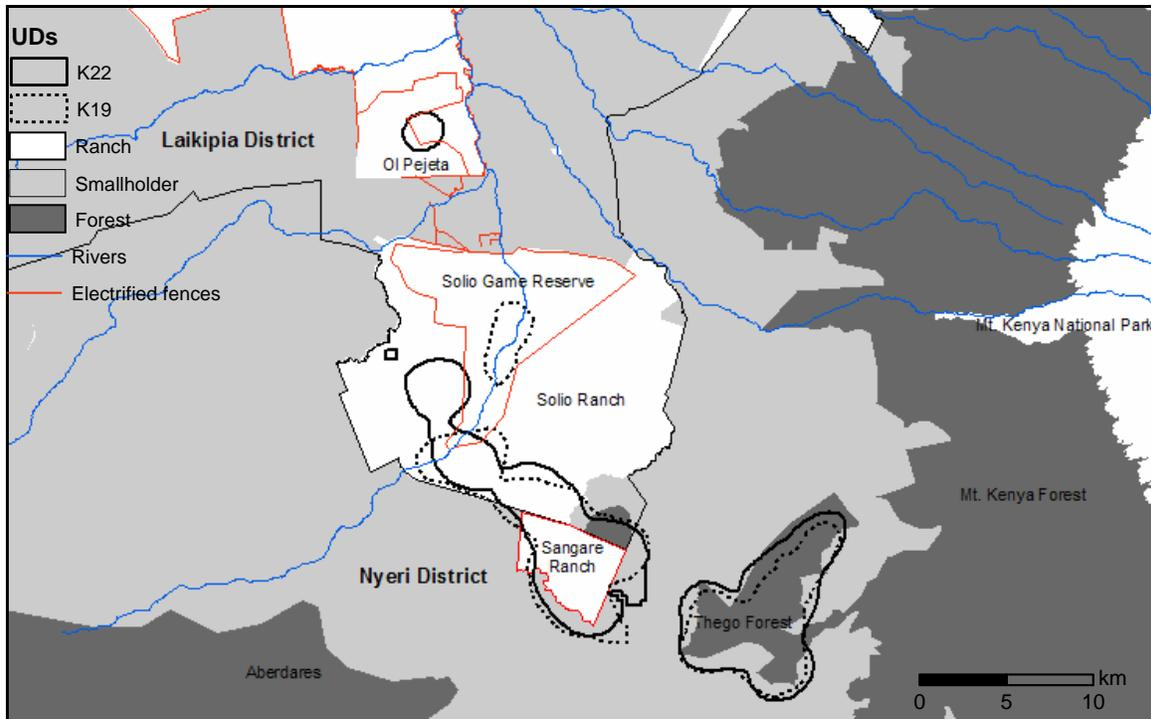 UDs
K22
K19
Ranch
Smallholder
Forest
Rivers
Electrified fences
Laikipia District
Ol Pejeta
Solio Game Reserve
Mt. Kenya National Park
Solio Ranch
Mt. Kenya Forest
Sangare
Ranch
Nyeri District
Thego Forest
Aberdares
km
0 5 10